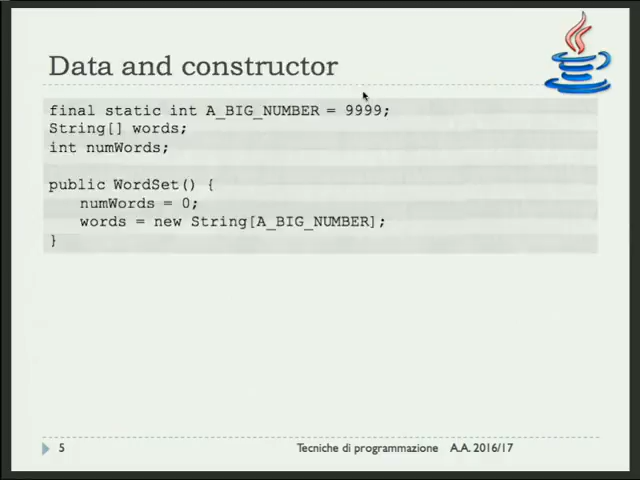 Data and constructor
final static int A_BIG_NUMBER = 9999;
String[] words;
int numWords;
public WordSet() {
numWords = 0;
words = new String[A_BIG_NUMBER];
}
5 Tecniche di programmazione A.A. 2016/17